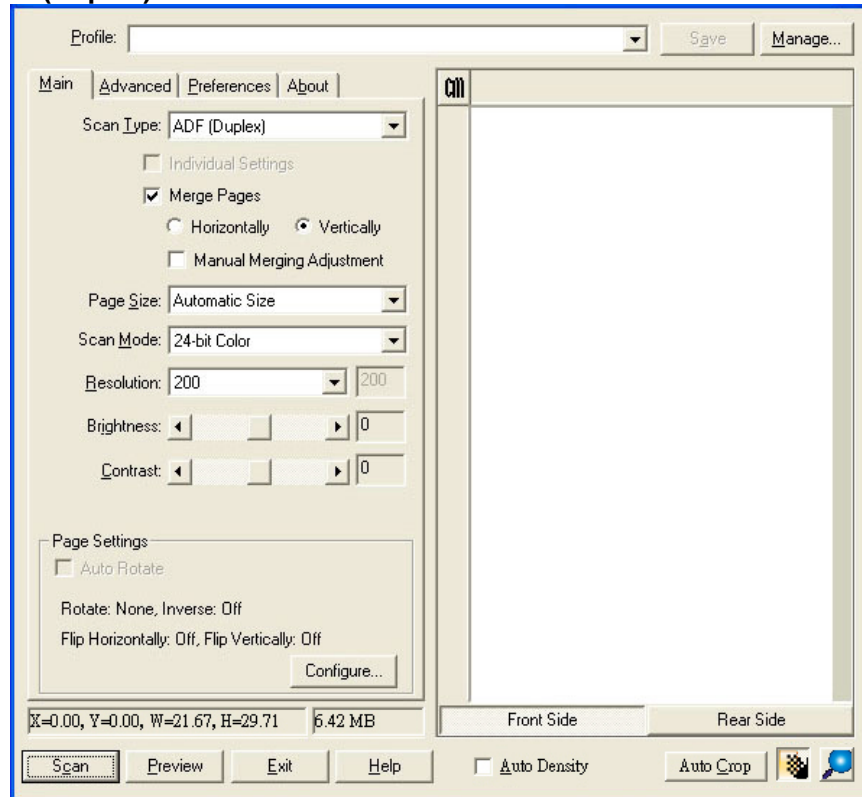 Profile:
Save
Manage...
Main Advanced Preferences About
Scan Type: ADF (Duplex)
Individual Settings
Merge Pages
Horizontally Vertically
Manual Merging Adjustment
Page Size: Automatic Size
Scan Mode: 24-bit Color
Resolution: 200 200
Brightness: 0
Contrast: 0
Page Settings
Auto Rotate
Rotate: None, Inverse: Off
Flip Horizontally: Off, Flip Vertically: Off
Configure...
X=0.00, Y=0.00, W=21.67, H=29.71 6.42 MB
cm
Front Side Rear Side
Scan Preview Exit Help
Auto Density
Auto Crop